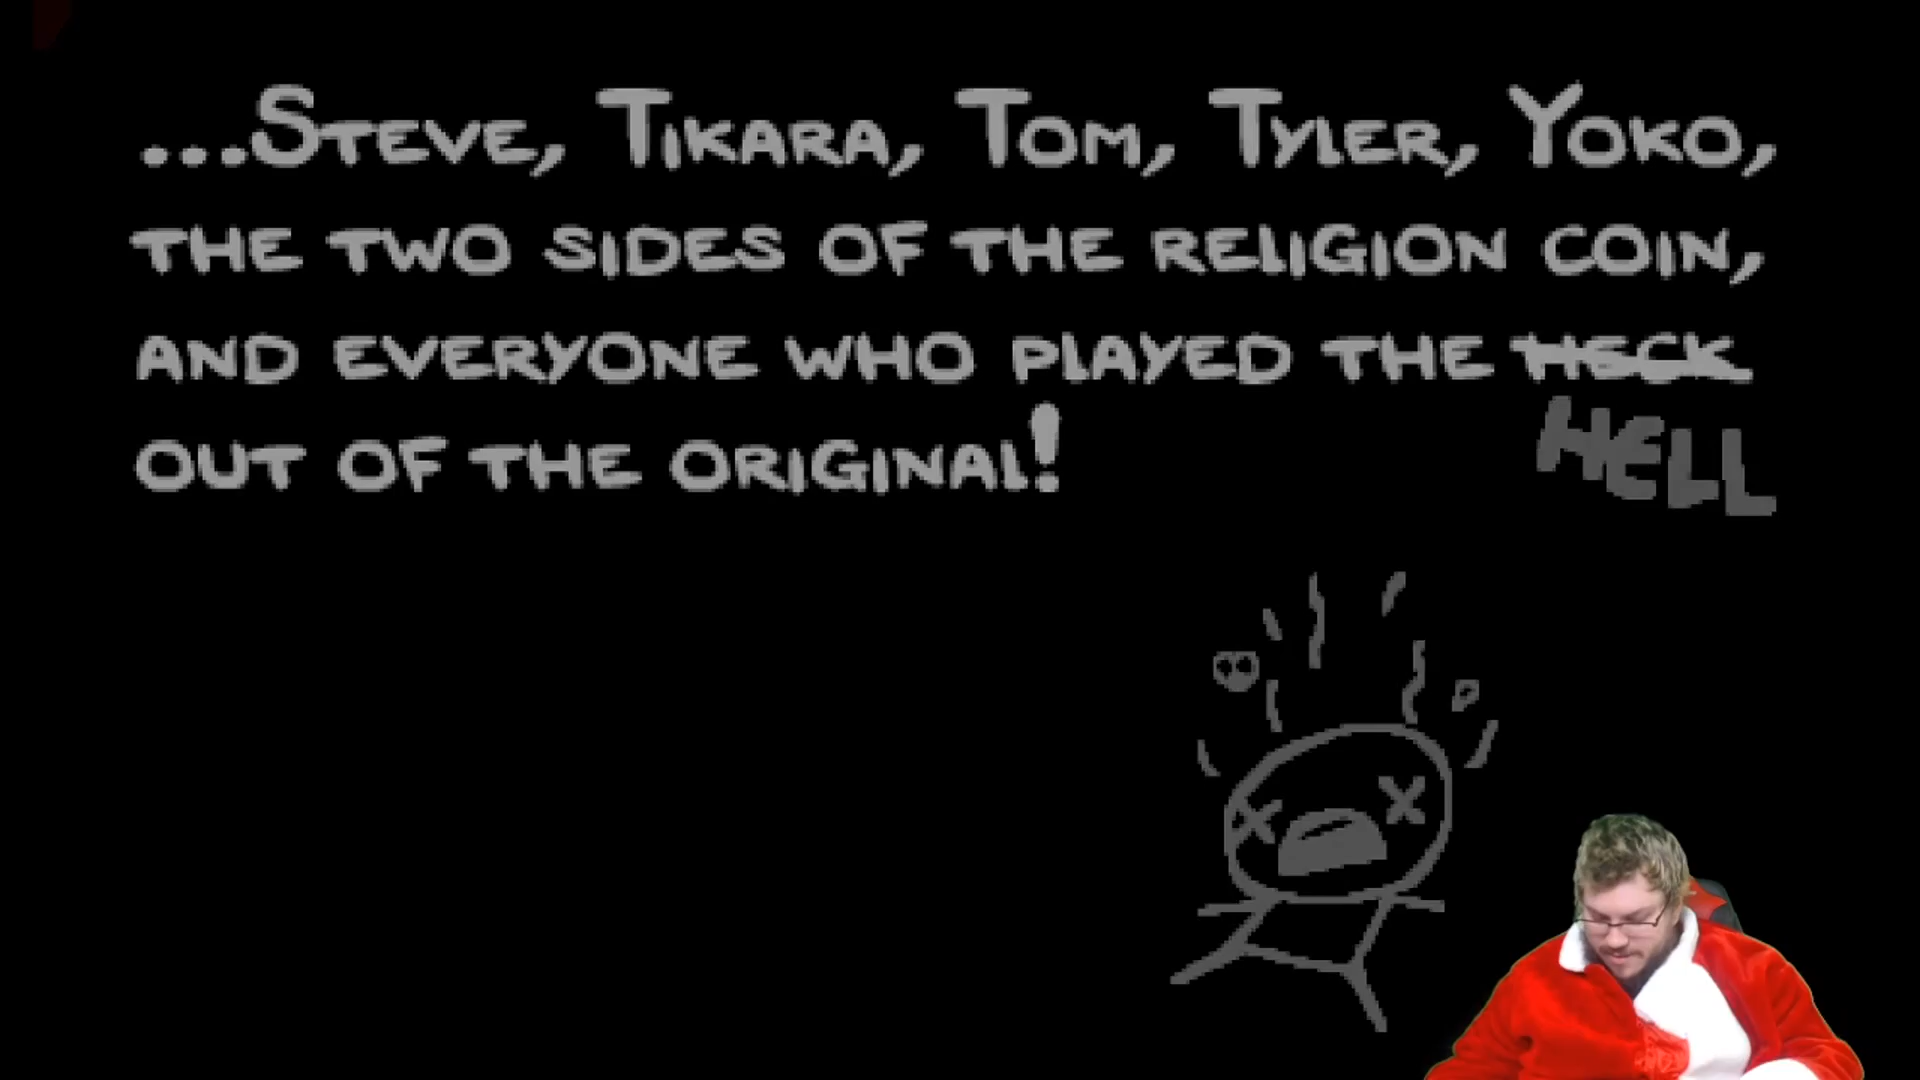 ...Steve, Tikara, Tom, Tyler, Yoko,
the two sides of the religion coin,
and everyone who played the heck
out of the original!
HELL